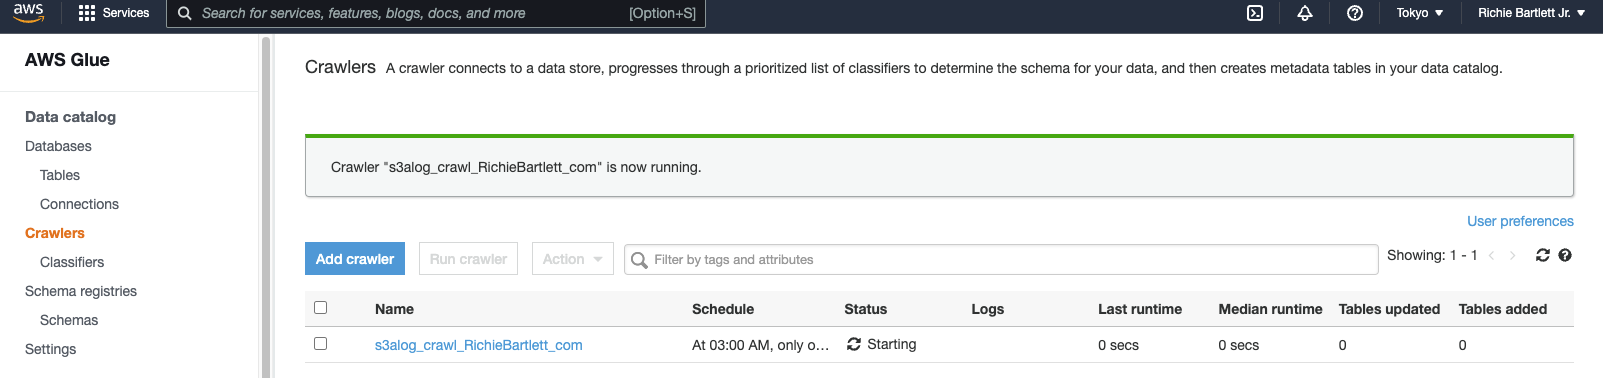 aws Services Search for services, features, blogs, docs, and more [Option+S] Tokyo Richie Bartlett Jr.
AWS Glue
Data catalog
Databases
Tables
Connections
Crawlers
Classifiers
Schema registries
Schemas
Settings
Crawlers A crawler connects to a data store, progresses through a prioritized list of classifiers to determine the schema for your data, and then creates metadata tables in your data catalog.
Crawler "s3alog_crawl_RichieBartlett_com" is now running.
User preferences
Add crawler Run crawler Action Filter by tags and attributes Showing: 1 - 1
Name Schedule Status Logs Last runtime Median runtime Tables updated Tables added
s3alog_crawl_RichieBartlett_com At 03:00 AM, only o... Starting 0 secs 0 secs 0 0